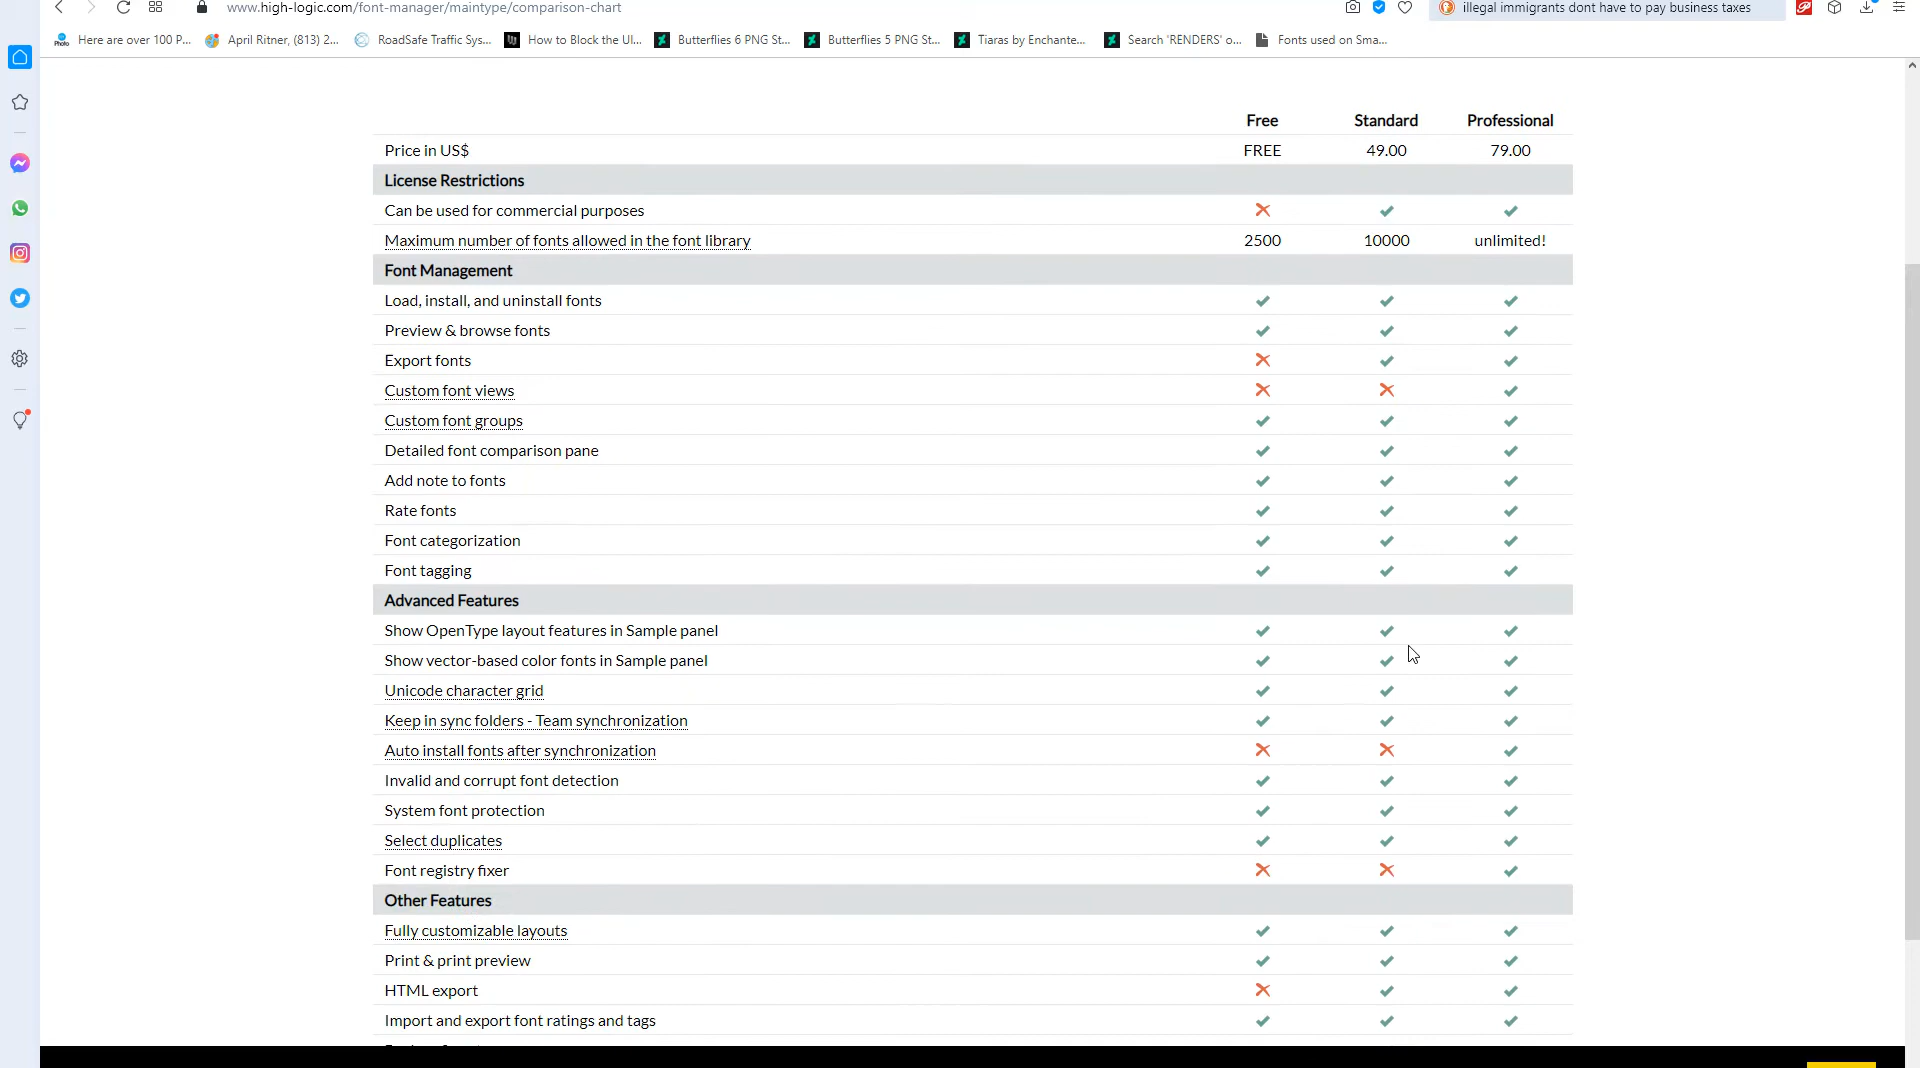 www.high-logic.com/font-manager/maintype/comparison-chart
illegal immigrants dont have to pay business taxes
Photo Here are over 100 P... April Ritner, (813) 2... RoadSafe Traffic Sys... How to Block the UI... Butterflies 6 PNG St... Butterflies 5 PNG St... Tiaras by Enchante... Search 'RENDERS' o... Fonts used on Sma...
Free Standard Professional
Price in US$ FREE 49.00 79.00
License Restrictions
Can be used for commercial purposes
Maximum number of fonts allowed in the font library 2500 10000 unlimited!
Font Management
Load, install, and uninstall fonts
Preview & browse fonts
Export fonts
Custom font views
Custom font groups
Detailed font comparison pane
Add note to fonts
Rate fonts
Font categorization
Font tagging
Advanced Features
Show OpenType layout features in Sample panel
Show vector-based color fonts in Sample panel
Unicode character grid
Keep in sync folders - Team synchronization
Auto install fonts after synchronization
Invalid and corrupt font detection
System font protection
Select duplicates
Font registry fixer
Other Features
Fully customizable layouts
Print & print preview
HTML export
Import and export font ratings and tags